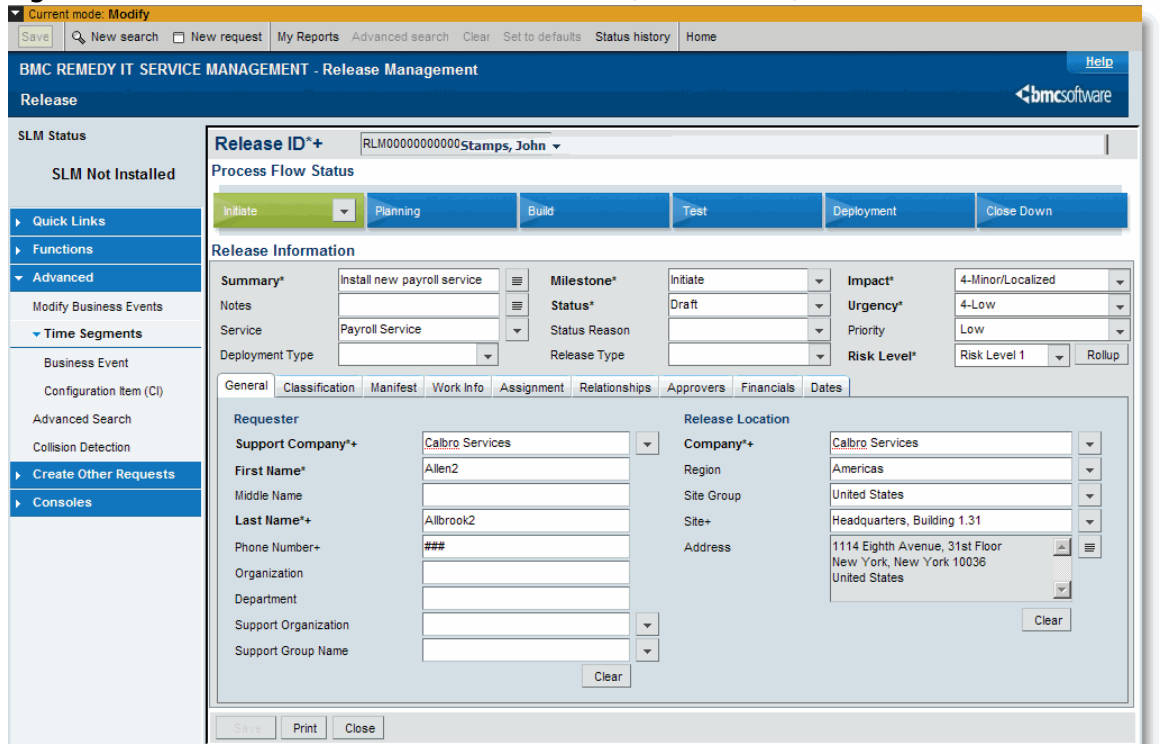 Current mode: Modify
Save New search New request My Reports Advanced search Clear Set to defaults Status history Home
BMC REMEDY IT SERVICE MANAGEMENT - Release Management Help
Release bmcsoftware
SLM Status
SLM Not Installed
Quick Links
Functions
Advanced
Modify Business Events
Time Segments
Business Event
Configuration Item (CI)
Advanced Search
Collision Detection
Create Other Requests
Consoles
Release ID*+ RLM00000000000Stamps, John
Process Flow Status
Initiate Planning Build Test Deployment Close Down
Release Information
Summary* Install new payroll service Milestone* Initiate Impact* 4-Minor/Localized
Notes Status* Draft Urgency* 4-Low
Service Payroll Service Status Reason Priority Low
Deployment Type Release Type Risk Level* Risk Level 1 Rollup
General Classification Manifest Work Info Assignment Relationships Approvers Financials Dates
Requester Release Location
Support Company*+ Calbro Services Company*+ Calbro Services
First Name* Allen2 Region Americas
Middle Name Site Group United States
Last Name*+ Allbrook2 Site+ Headquarters, Building 1.31
Phone Number+ ### Address 1114 Eighth Avenue, 31st Floor
New York, New York 10036
United States
Organization
Department
Clear
Support Organization
Support Group Name
Clear
Save Print Close